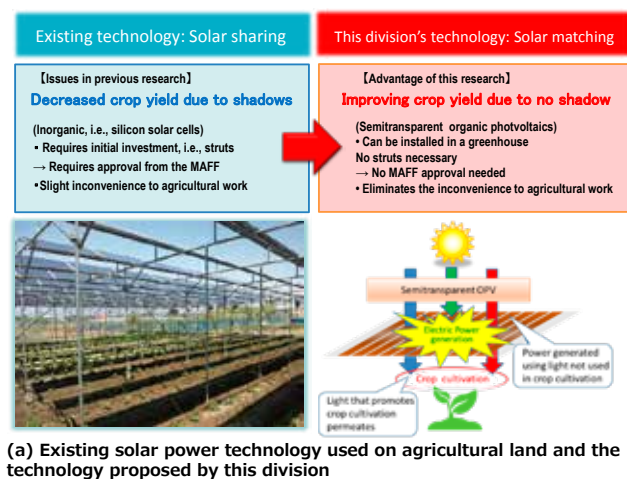 Existing technology: Solar sharing
This division's technology: Solar matching
【Issues in previous research】
Decreased crop yield due to shadows
(Inorganic, i.e., silicon solar cells)
• Requires initial investment, i.e., struts
→ Requires approval from the MAFF
•Slight inconvenience to agricultural work
【Advantage of this research】
Improving crop yield due to no shadow
(Semitransparent organic photvoltaics)
• Can be installed in a greenhouse
No struts necessary
→ No MAFF approval needed
• Eliminates the inconvenience to agricultural work
Semitransparent OPV
Electric Power
generation
Power generated
using light not used
in crop cultivation
Crop cultivation
Light that promotes
crop cultivation
permeates
(a) Existing solar power technology used on agricultural land and the
technology proposed by this division